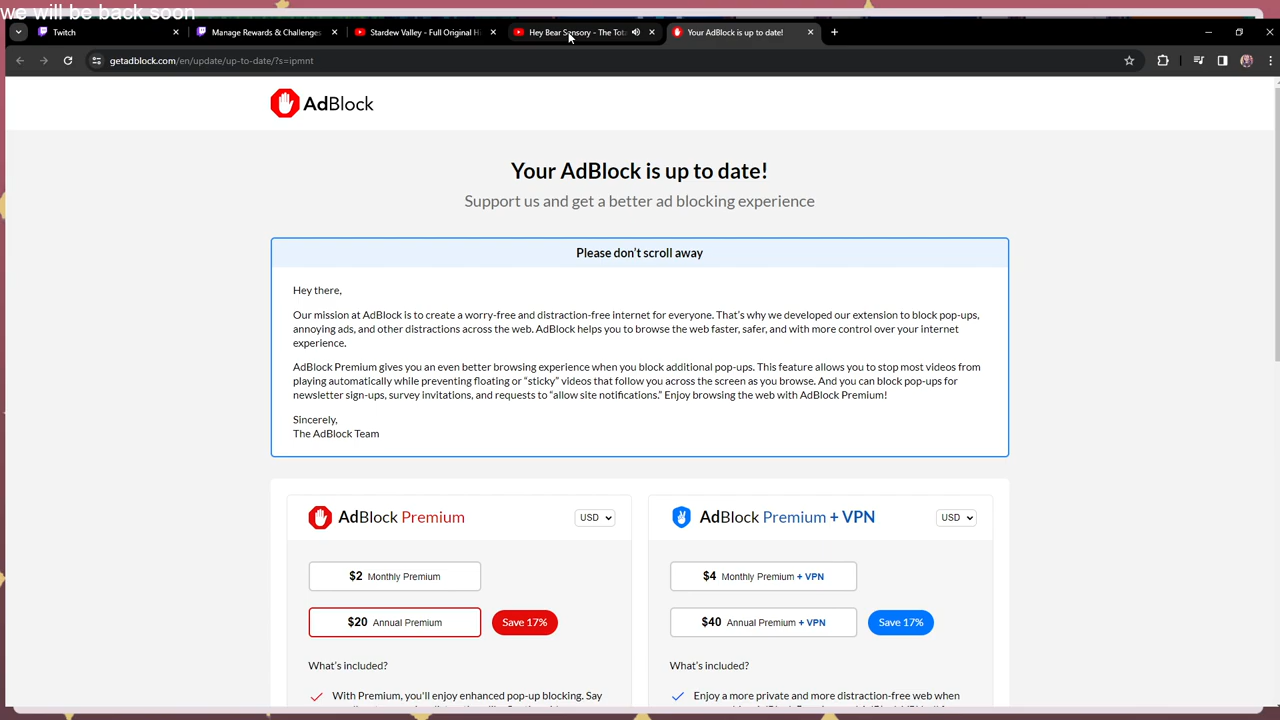 we will be back soon
Twitch
Manage Rewards & Challenges
Stardew Valley - Full Original
Hey Bear Sensory - The Tot
Your AdBlock is up to date!
getadblock.com/en/update/up-to-date/?s=ipmnt
AdBlock
Your AdBlock is up to date!
Support us and get a better ad blocking experience
Please don't scroll away
Hey there,
Our mission at AdBlock is to create a worry-free and distraction-free internet for everyone. That's why we developed our extension to block pop-ups,
annoying ads, and other distractions across the web. AdBlock helps you to browse the web faster, safer, and with more control over your internet
experience.
AdBlock Premium gives you an even better browsing experience when you block additional pop-ups. This feature allows you to stop most videos from
playing automatically while preventing floating or “sticky” videos that follow you across the screen as you browse. And you can block pop-ups for
newsletter sign-ups, survey invitations, and requests to “allow site notifications.” Enjoy browsing the web with AdBlock Premium!
Sincerely,
The AdBlock Team
AdBlock Premium
USD
AdBlock Premium + VPN
USD
$2 Monthly Premium
$4 Monthly Premium + VPN
$20 Annual Premium
Save 17%
$40 Annual Premium + VPN
Save 17%
What's included?
What's included?
With Premium, you'll enjoy enhanced pop-up blocking. Say
Enjoy a more private and more distraction-free web when